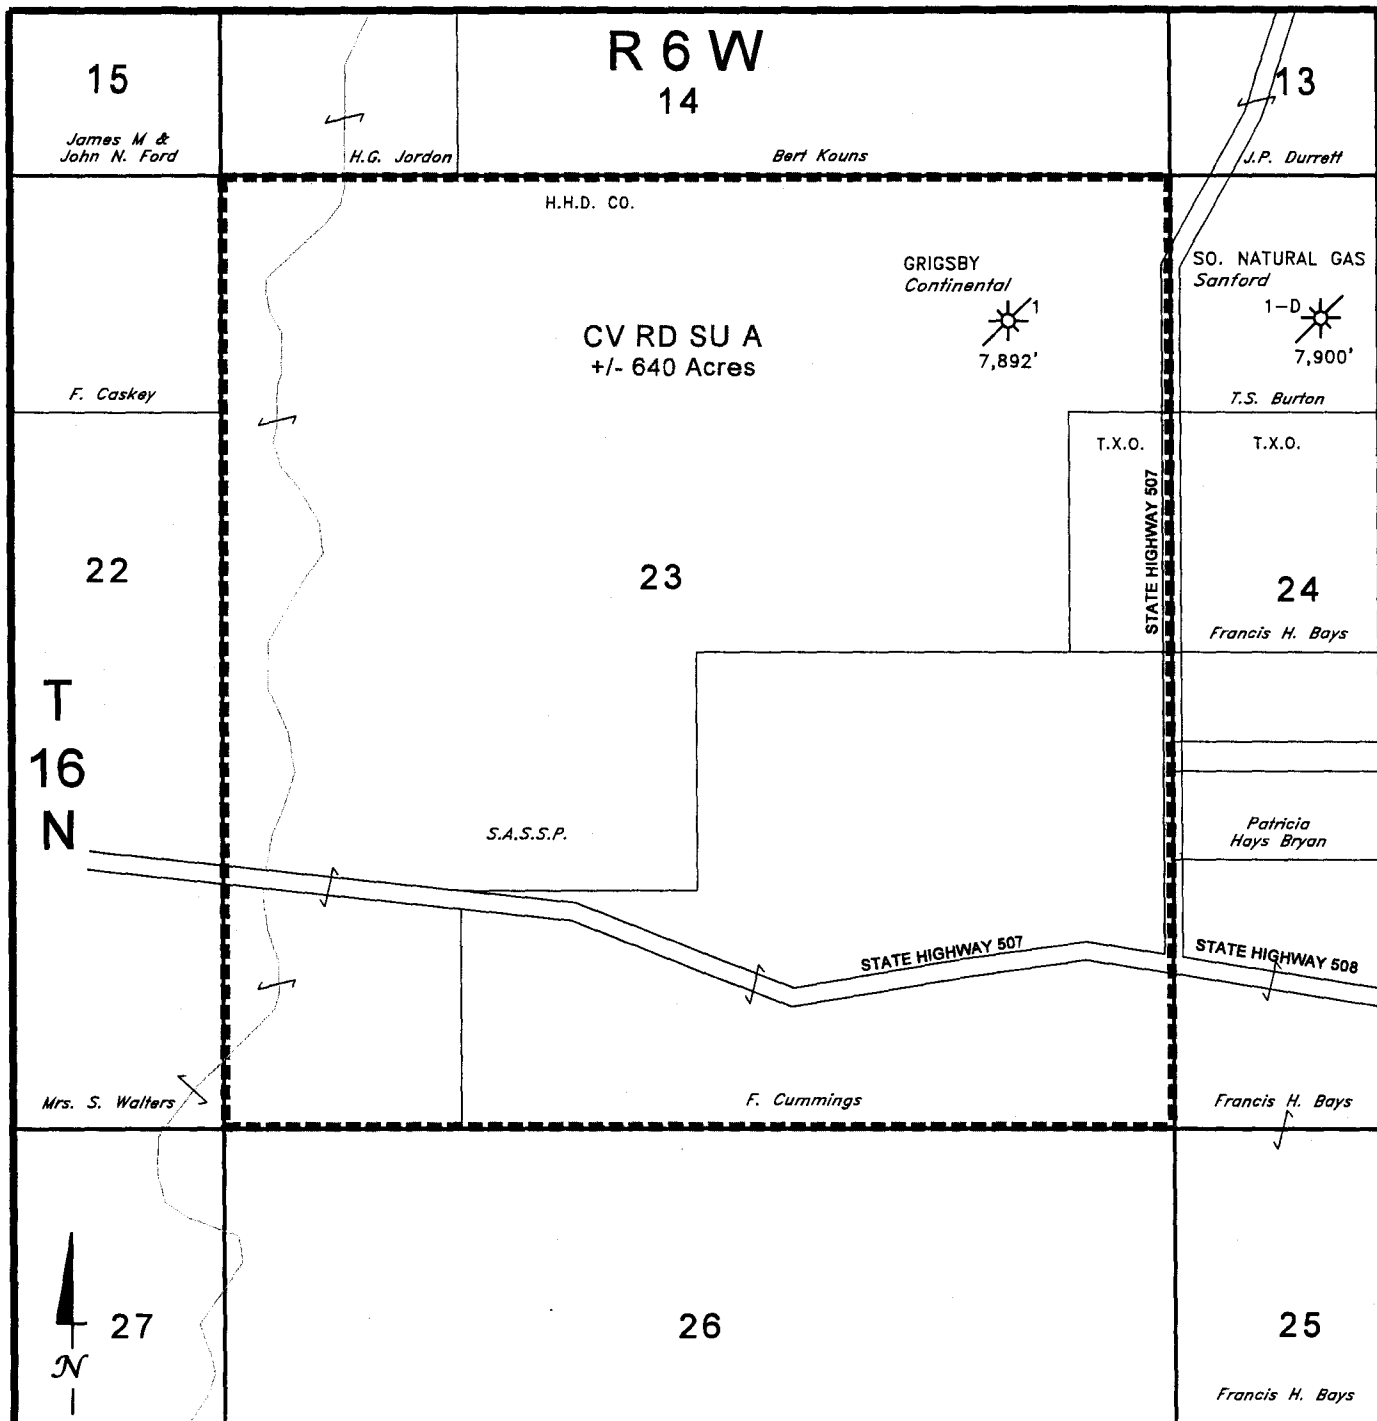 R 6 W
15
14
13
James M &
John N. Ford
H.G. Jordon
Bert Kouns
J.P. Durrett
H.H.D. CO.
GRIGSBY
Continental
1
7,892'
SO. NATURAL GAS
Sanford
1-D
7,900'
CV RD SU A
+/- 640 Acres
F. Caskey
T.S. Burton
T.X.O.
T.X.O.
STATE HIGHWAY 507
22
23
24
Francis H. Bays
T
16
N
S.A.S.S.P.
Patricia
Hays Bryan
STATE HIGHWAY 507
STATE HIGHWAY 508
Mrs. S. Walters
F. Cummings
Francis H. Bays
27
26
25
N
Francis H. Bays